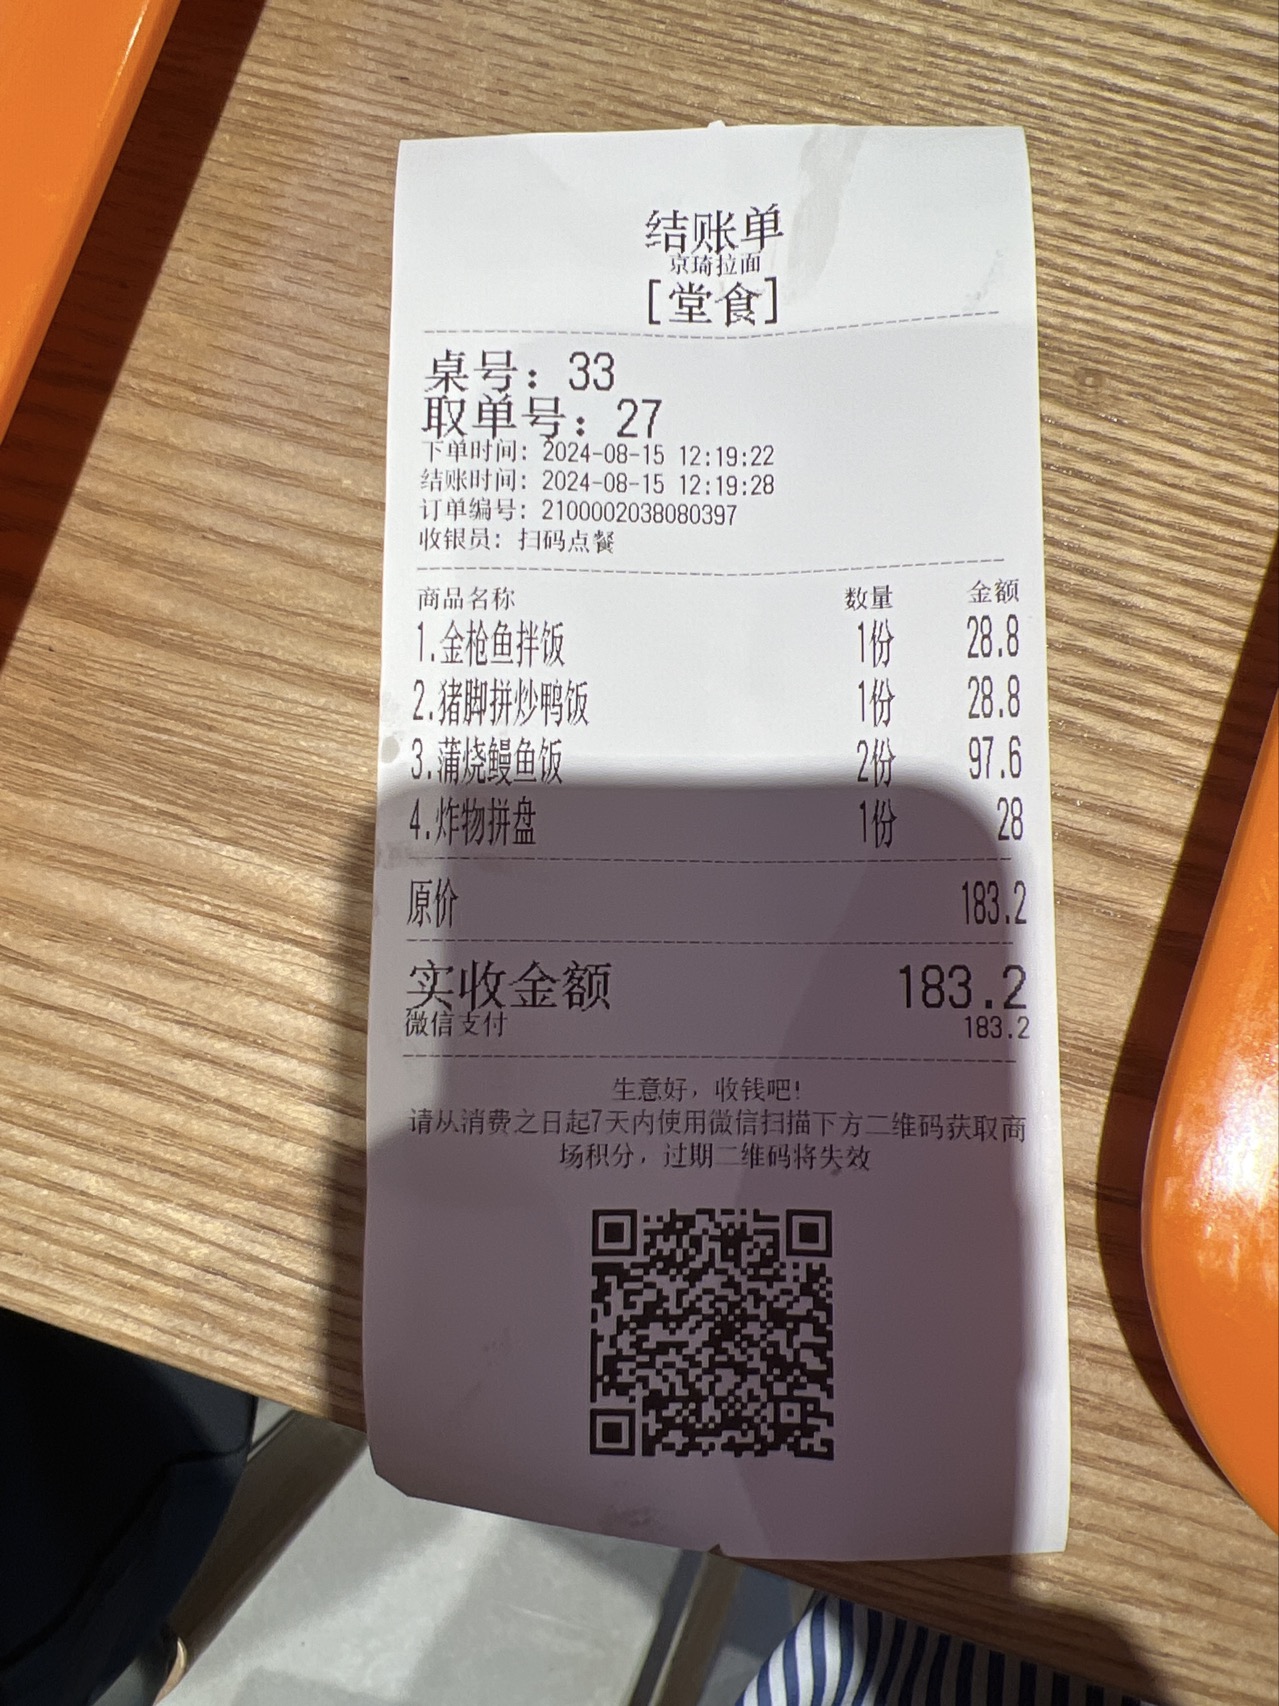 结账单
京琦拉面
[堂食]
桌号：33
取单号：27
下单时间：2024-08-15 12:19:22
结账时间：2024-08-15 12:19:28
订单编号：2100002038080397
收银员：扫码点餐
商品名称 数量 金额
1.金枪鱼拌饭 1份 28.8
2.猪脚拼炒鸭饭 1份 28.8
3.蒲烧鳗鱼饭 2份 97.6
4.炸物拼盘 1份 28
原价 183.2
实收金额 183.2
微信支付 183.2
生意好，收钱吧！
请从消费之日起7天内使用微信扫描下方二维码获取商
场积分，过期二维码将失效